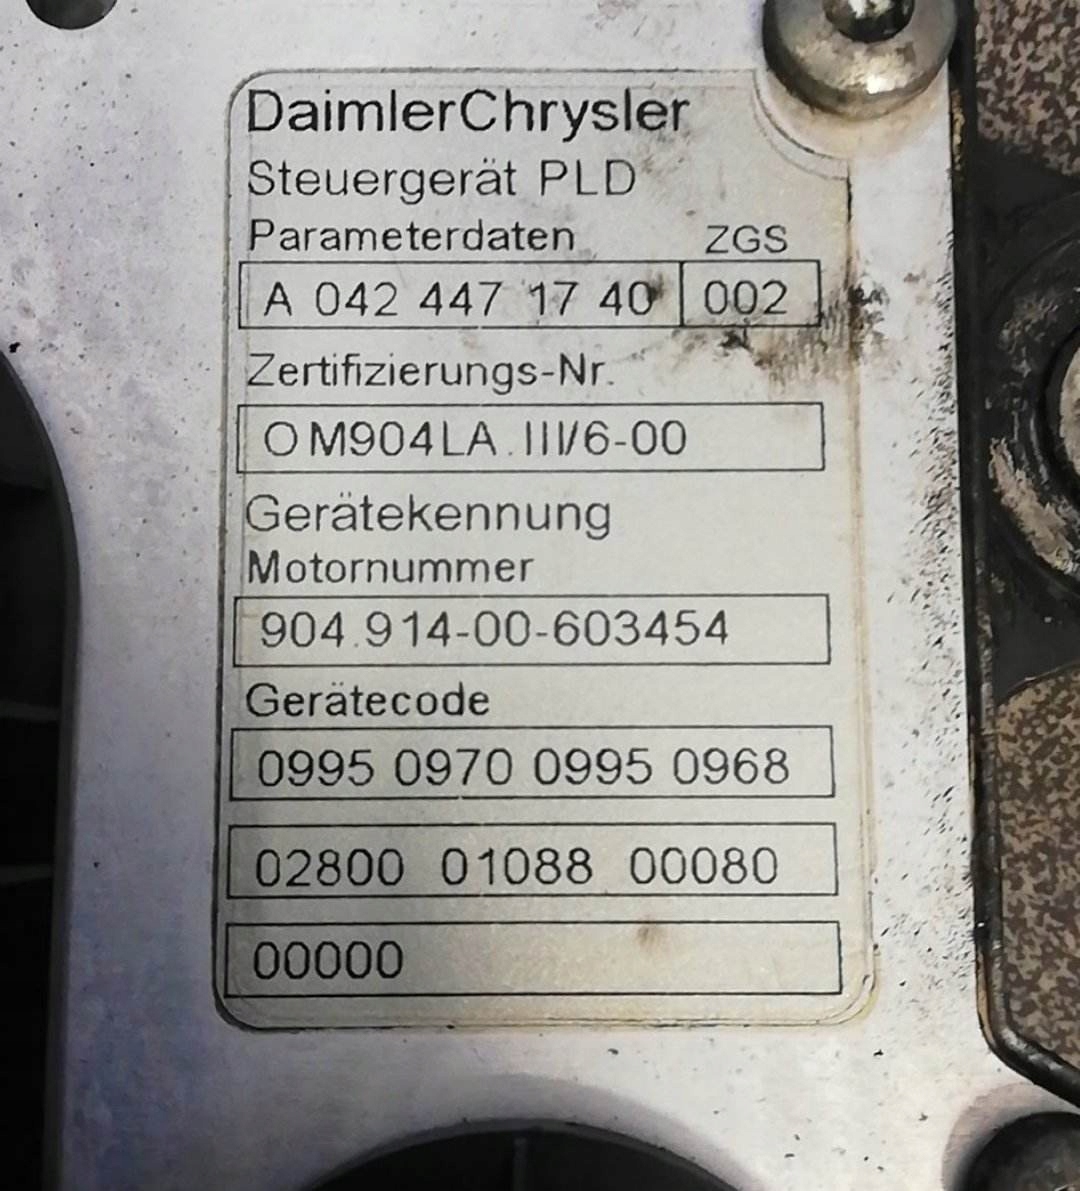 DaimlerChrysler
Steuergerät PLD
Parameterdaten ZGS
A 042 447 17 40 002
Zertifizierungs-Nr.
OM904LA.III/6-00
Gerätekennung
Motornummer
904.914-00-603454
Gerätecode
0995 0970 0995 0968
02800 01088 00080
00000